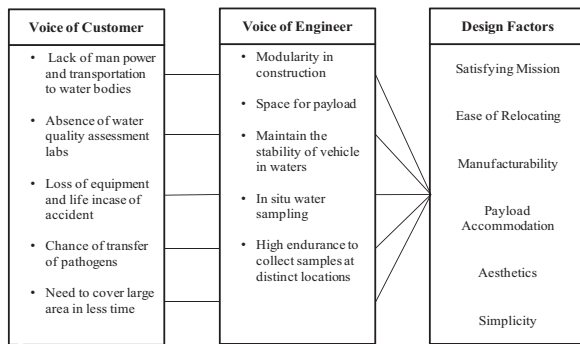 Voice of Customer
• Lack of man power
and transportation
to water bodies
• Absence of water
quality assessment
labs
• Loss of equipment
and life incase of
accident
• Chance of transfer
of pathogens
• Need to cover large
area in less time
Voice of Engineer
• Modularity in
construction
• Space for payload
• Maintain the
stability of vehicle
in waters
• In situ water
sampling
• High endurance to
collect samples at
distinct locations
Design Factors
Satisfying Mission
Ease of Relocating
Manufacturability
Payload
Accommodation
Aesthetics
Simplicity